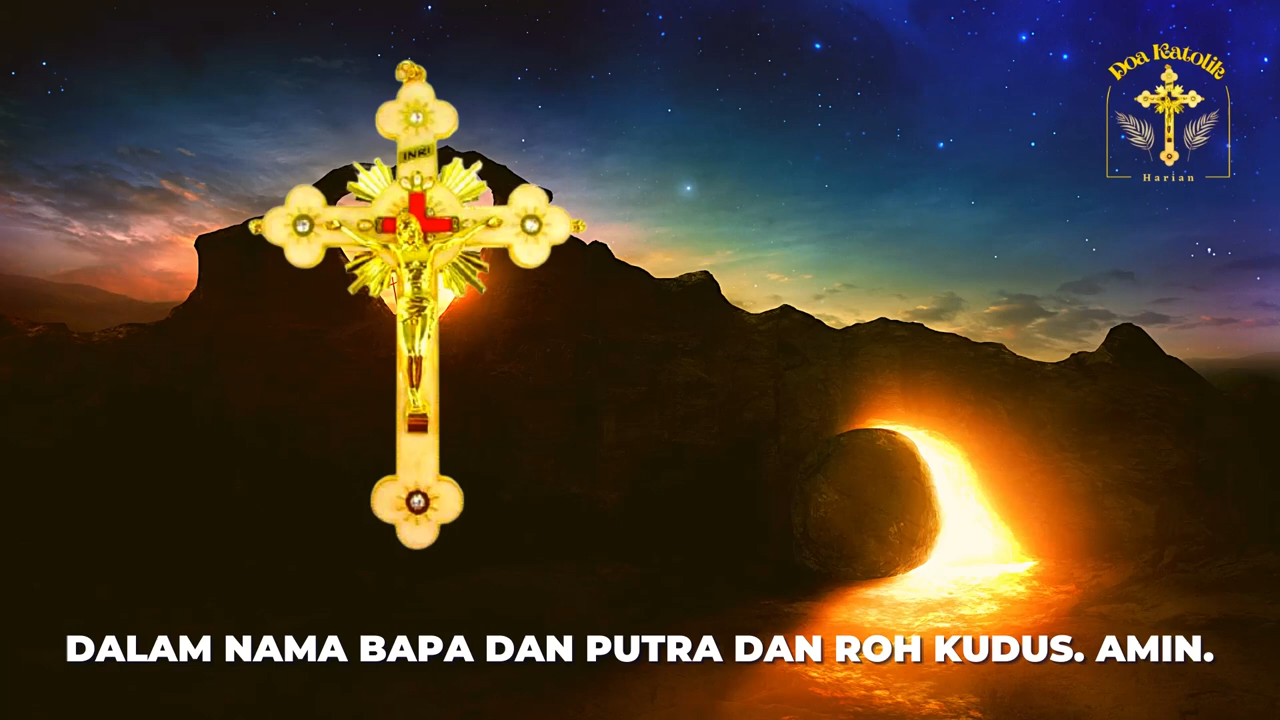 Doa Katolik
Harian
INRI
DALAM NAMA BAPA DAN PUTRA DAN ROH KUDUS. AMIN.